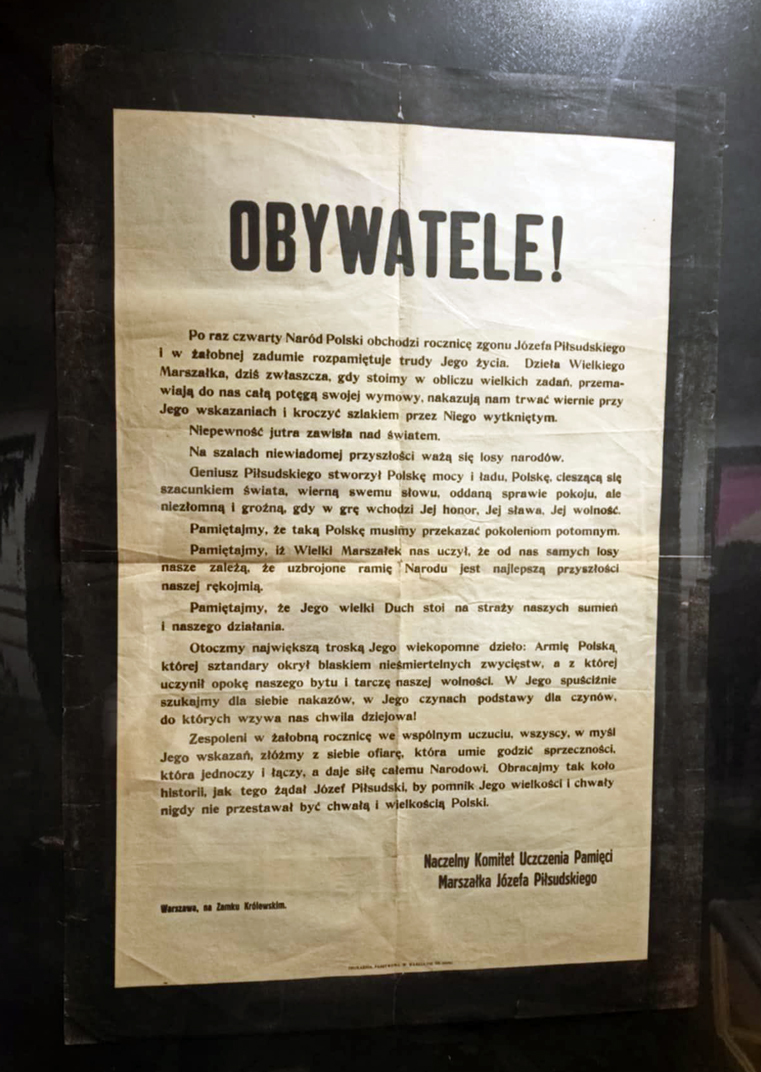 OBYWATELE!
Po raz czwarty Naród Polski obchodzi rocznicę zgonu Józefa Piłsudskiego
i w żałobnej zadumie rozpamiętuje trudy Jego życia. Dzieła Wielkiego
Marszałka, dziś zwłaszcza, gdy stoimy w obliczu wielkich zadań, przema-
wiają do nas całą potęgą swojej wymowy, nakazują nam trwać wiernie przy
Jego wskazaniach i kroczyć szlakiem przez Niego wytkniętym.
Niepewność jutra zawisła nad światem.
Na szalach niewiadomej przyszłości ważą się losy narodów.
Geniusz Piłsudskiego stworzył Polskę mocy i ładu, Polskę, cieszącą się
szacunkiem świata, wierną swemu słowu, oddaną sprawie pokoju, ale
niezłomną i groźną, gdy w grę wchodzi Jej honor, Jej sława, Jej wolność.
Pamiętajmy, że taką Polskę musimy przekazać pokoleniom potomnym.
Pamiętajmy, iż Wielki Marszałek nas uczył, że od nas samych losy
nasze zależą, że uzbrojone ramię Narodu jest najlepszą przyszłości
naszej rękojmią.
Pamiętajmy, że Jego wielki Duch stoi na straży naszych sumień
i naszego działania.
Otoczmy największą troską Jego wiekopomne dzieło: Armię Polską,
której sztandary okrył blaskiem nieśmiertelnych zwycięstw, a z której
uczynił opokę naszego bytu i tarczę naszej wolności. W Jego spuściźnie
szukajmy dla siebie nakazów, w Jego czynach podstawy dla czynów,
do których wzywa nas chwila dziejowa!
Zespoleni w żałobną rocznicę we wspólnym uczuciu, wszyscy, w myśl
Jego wskazań, złóżmy z siebie ofiarę, która umie godzić sprzeczności,
która jednoczy i łączy, a daje siłę całemu Narodowi. Obracajmy tak koło
historii, jak tego żądał Józef Piłsudski, by pomnik Jego wielkości i chwały
nigdy nie przestawał być chwałą i wielkością Polski.
Naczelny Komitet Uczczenia Pamięci
Marszałka Józefa Piłsudskiego
Warszawa, na Zamku Królewskim.